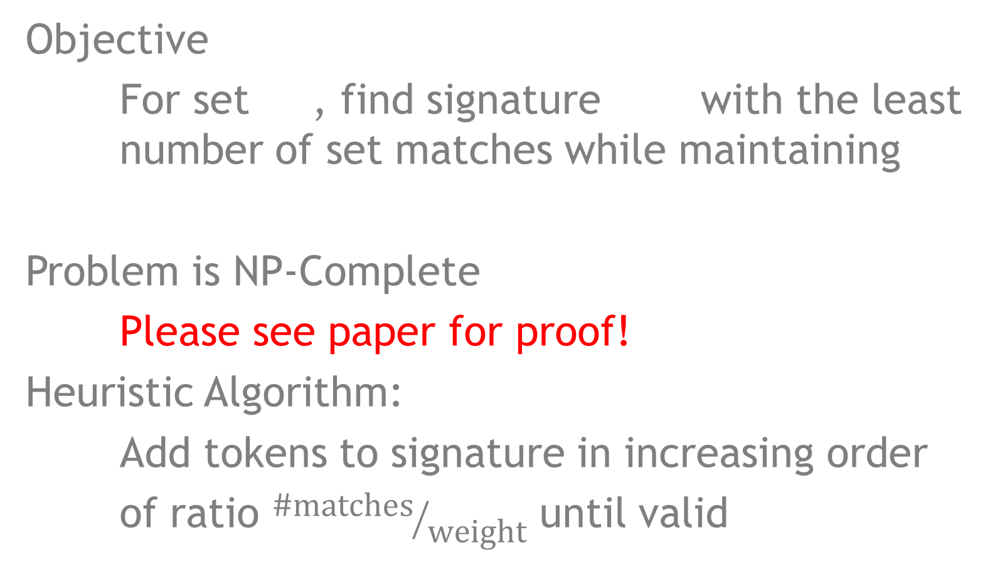 Objective
For set , find signature with the least
number of set matches while maintaining
Problem is NP-Complete
Please see paper for proof!
Heuristic Algorithm:
Add tokens to signature in increasing order
of ratio #matches/weight until valid